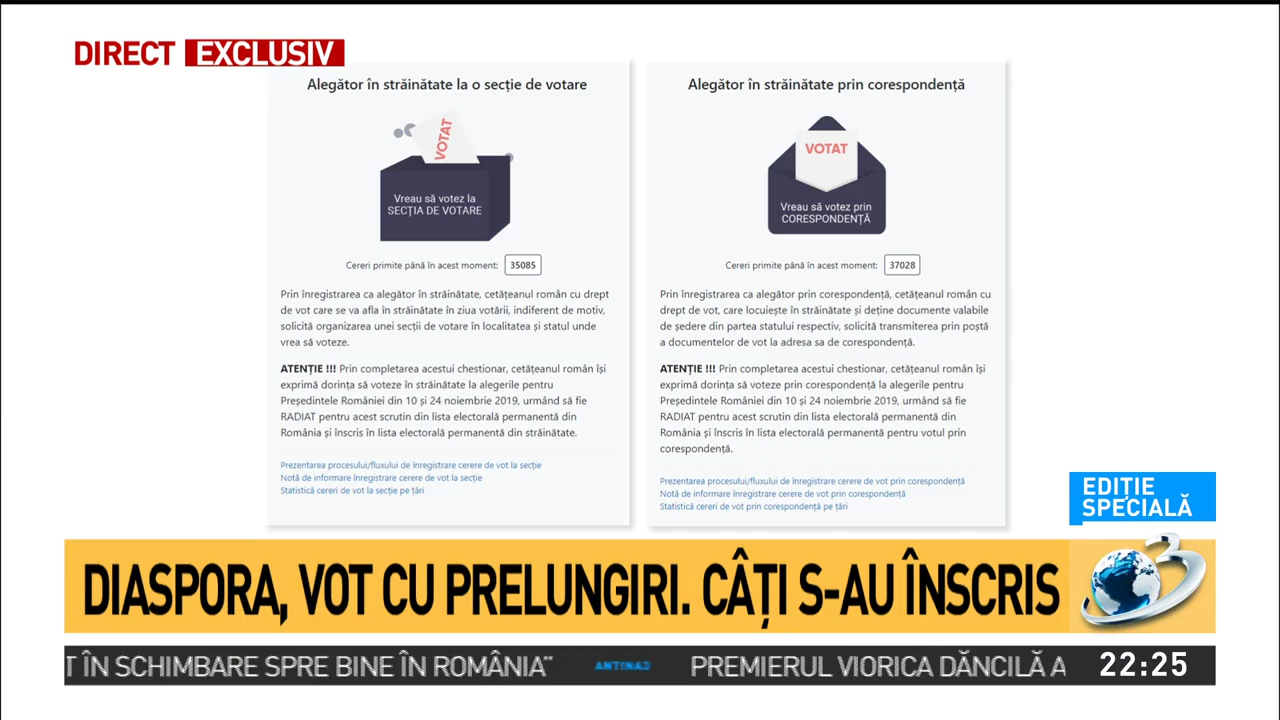 DIRECT EXCLUSIV
Alegător în străinătate la o secție de votare
VOTAT
Vreau să votez la
SECȚIA DE VOTARE
Cereri primite până în acest moment: 35085
Prin înregistrarea ca alegător în străinătate, cetățeanul român cu drept
de vot care se va afla în străinătate în ziua votării, indiferent de motiv,
solicită organizarea unei secții de votare în localitatea și statul unde
vrea să voteze.
ATENȚIE !!! Prin completarea acestui chestionar, cetățeanul român își
exprimă dorința să voteze în străinătate la alegerile pentru
Președintele României din 10 și 24 noiembrie 2019, urmând să fie
RADIAT pentru acest scrutin din lista electorală permanentă din
România și înscris în lista electorală permanentă din străinătate.
Prezentarea procesului/fluxului de înregistrare cerere de vot la secție
Notă de informare înregistrare cerere de vot la secție
Statistică cereri de vot la secție pe țări
Alegător în străinătate prin corespondență
VOTAT
Vreau să votez prin
CORESPONDENȚĂ
Cereri primite până în acest moment: 37028
Prin înregistrarea ca alegător prin corespondență, cetățeanul român cu
drept de vot, care locuiește în străinătate și deține documente valabile
de ședere din partea statului respectiv, solicită transmiterea prin poștă
a documentelor de vot la adresa sa de corespondență.
ATENȚIE !!! Prin completarea acestui chestionar, cetățeanul român își
exprimă dorința să voteze prin corespondență la alegerile pentru
Președintele României din 10 și 24 noiembrie 2019, urmând să fie
RADIAT pentru acest scrutin din lista electorală permanentă din
România și înscris în lista electorală permanentă pentru votul prin
corespondență.
Prezentarea procesului/fluxului de înregistrare cerere de vot prin corespondență
Notă de informare înregistrare cerere de vot prin corespondență
Statistică cereri de vot prin corespondență pe țări
EDIȚIE
SPECIALĂ
DIASPORA, VOT CU PRELUNGIRI. CÂȚI S-AU ÎNSCRIS
3
T ÎN SCHIMBARE SPRE BINE ÎN ROMÂNIA” ANTENA3 PREMIERUL VIORICA DĂNCILĂ A 22:25